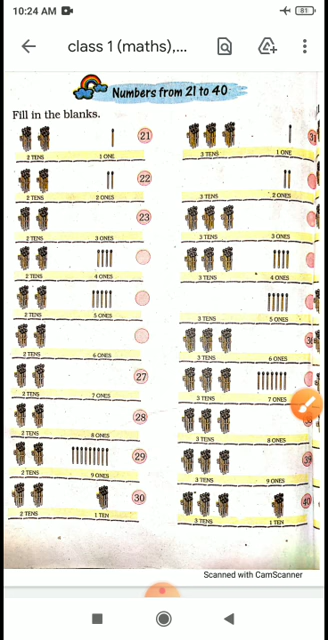 10:24 AM
81
class 1 (maths),...
Numbers from 21 to 40
Fill in the blanks.
21
2 TENS 1 ONE
22
2 TENS 2 ONES
23
2 TENS 3 ONES
2 TENS 4 ONES
2 TENS 5 ONES
2 TENS 6 ONES
27
2 TENS 7 ONES
28
2 TENS 8 ONES
29
2 TENS 9 ONES
30
2 TENS 1 TEN
3 TENS 1 ONE
3 TENS 2 ONES
3 TENS 3 ONES
3 TENS 4 ONES
3 TENS 5 ONES
3 TENS 6 ONES
3 TENS 7 ONES
3 TENS 8 ONES
39
3 TENS 9 ONES
40
3 TENS 1 TEN
Scanned with CamScanner